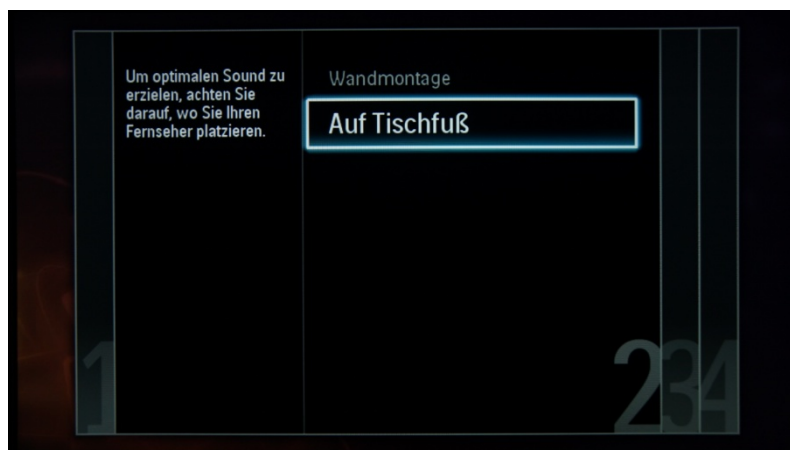 Um optimalen Sound zu
erzielen, achten Sie
darauf, wo Sie Ihren
Fernseher platzieren.
Wandmontage
Auf Tischfuß
1
2
3
4